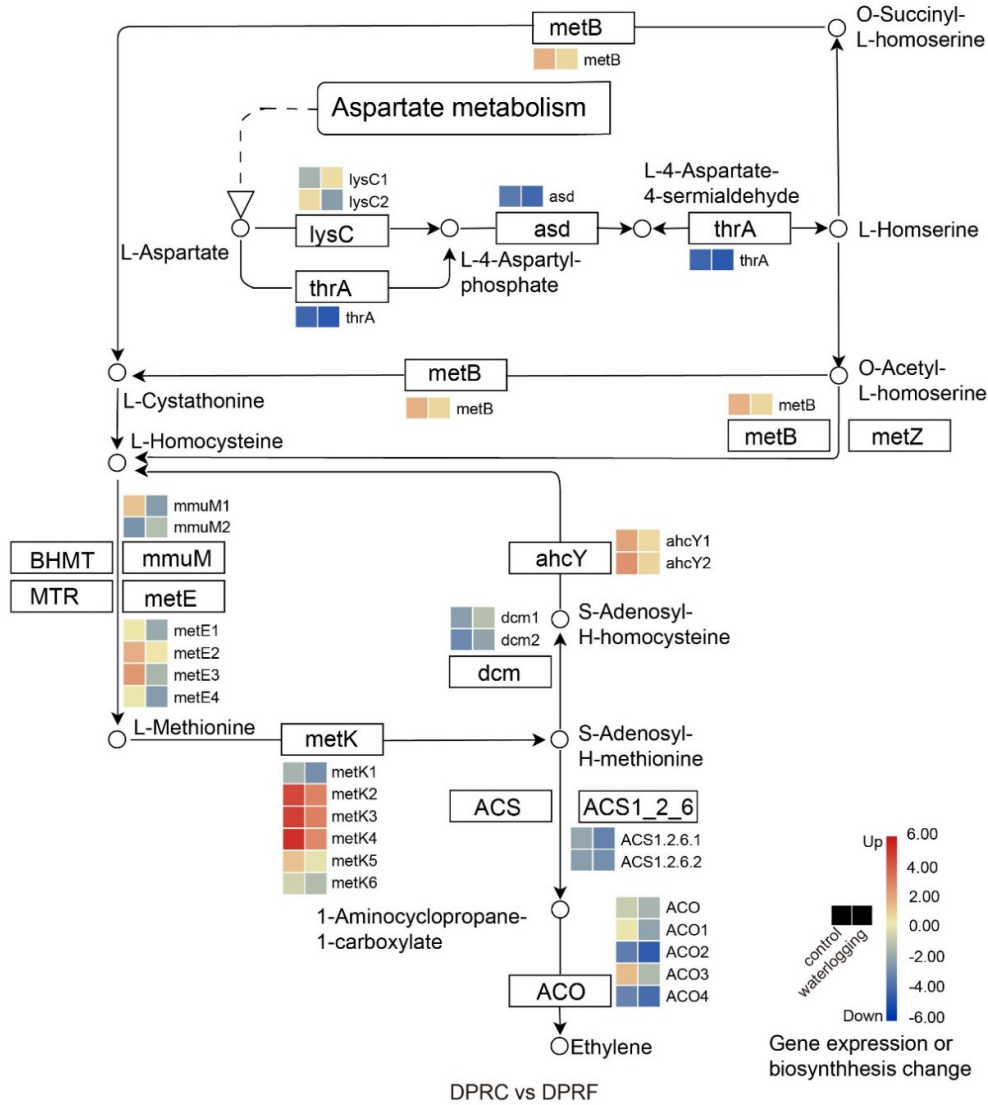 metB
O-Succinyl-
L-homoserine
metB
Aspartate metabolism
lysC1
lysC2
lysC
L-Aspartate
asd
asd
L-4-Aspartyl-
phosphate
L-4-Aspartate-
4-sermialdehyde
thrA
thrA
L-Homserine
thrA
thrA
metB
metB
L-Cystathonine
O-Acetyl-
L-homoserine
metB
metB
metZ
L-Homocysteine
mmuM1
mmuM2
BHMT
mmuM
MTR
metE
metE1
metE2
metE3
metE4
ahcY
ahcY1
ahcY2
S-Adenosyl-
H-homocysteine
dcm1
dcm2
dcm
L-Methionine
metK
S-Adenosyl-
H-methionine
metK1
metK2
metK3
metK4
metK5
metK6
ACS
ACS1_2_6
ACS1.2.6.1
ACS1.2.6.2
1-Aminocyclopropane-
1-carboxylate
ACO
ACO1
ACO2
ACO3
ACO4
ACO
Ethylene
Up
6.00
4.00
2.00
0.00
-2.00
-4.00
Down
-6.00
control
waterlogging
Gene expression or
biosynthhesis change
DPRC vs DPRF